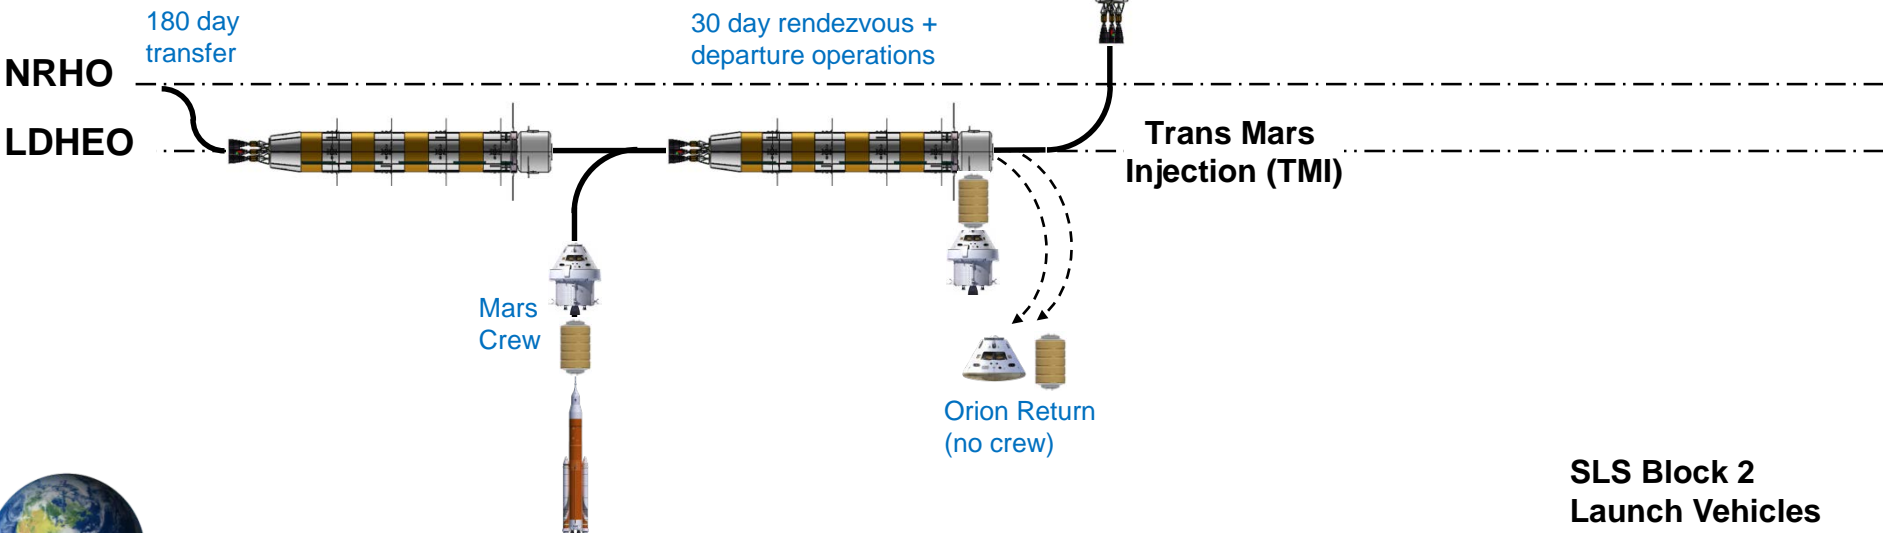 180 day
transfer
30 day rendezvous +
departure operations
NRHO
LDHEO
Trans Mars
Injection (TMI)
Mars
Crew
Orion Return
(no crew)
SLS Block 2
Launch Vehicles